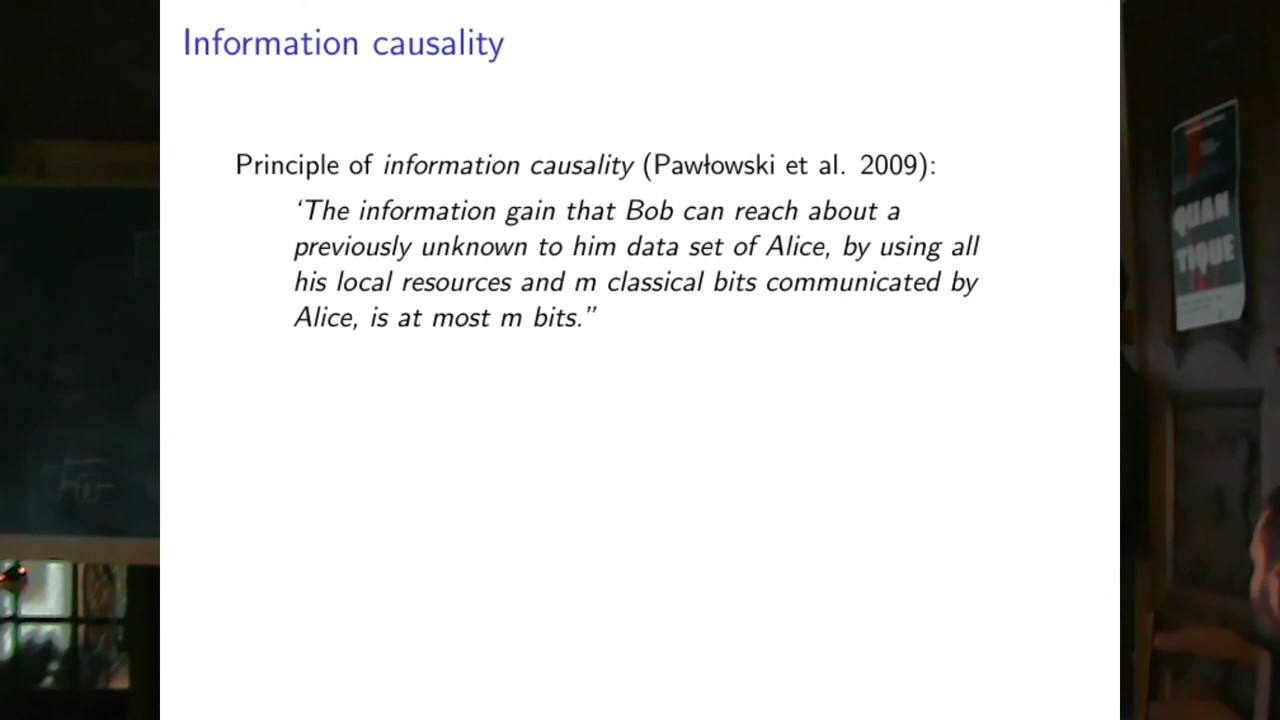 Information causality
Principle of information causality (Pawłowski et al. 2009):
‘The information gain that Bob can reach about a
previously unknown to him data set of Alice, by using all
his local resources and m classical bits communicated by
Alice, is at most m bits.”
QUAN
TIQUE